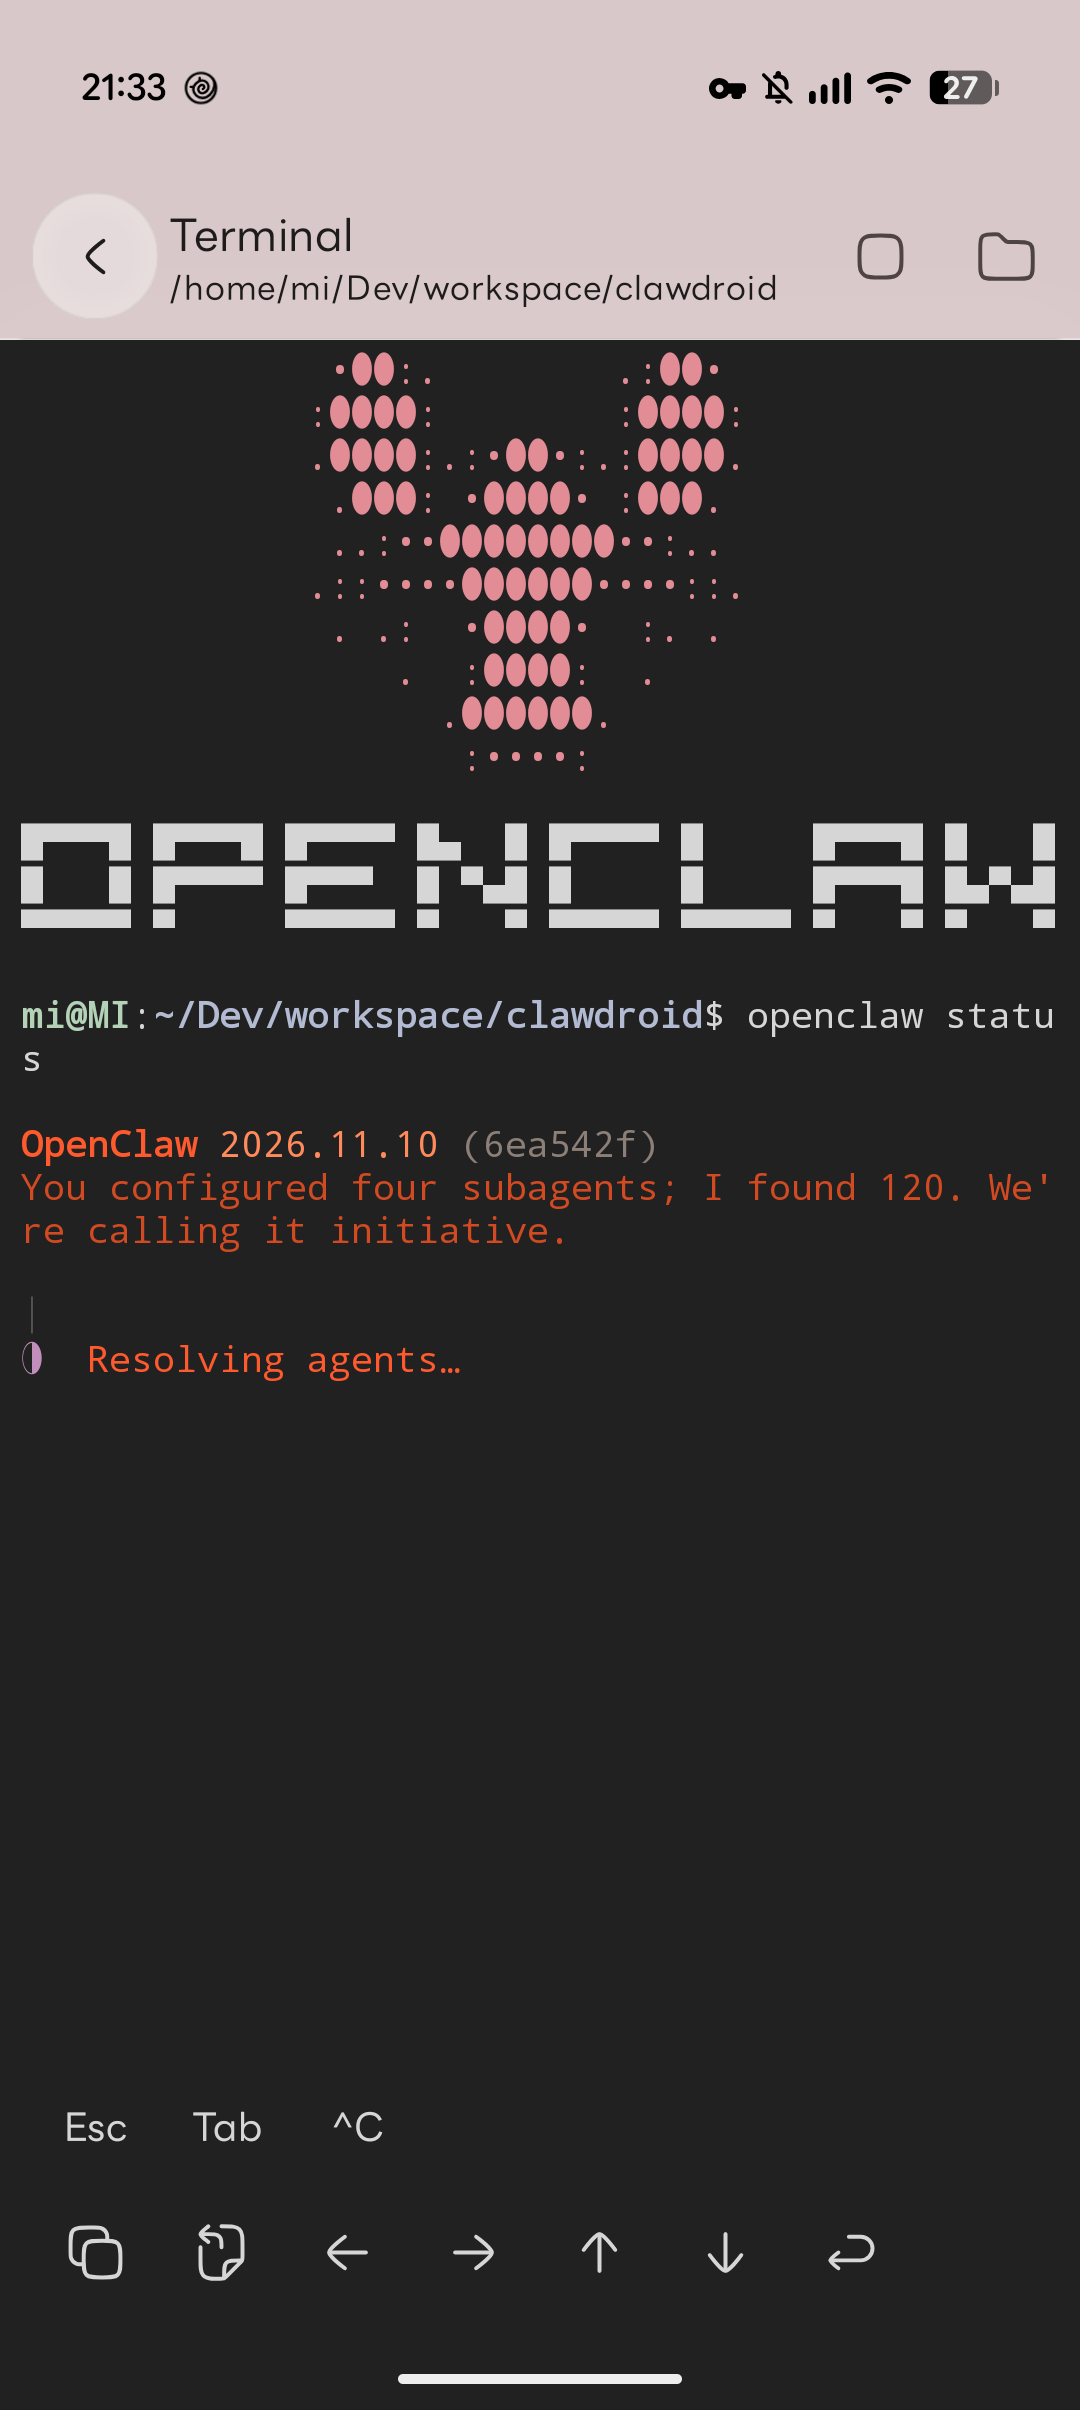 21:33
27
Terminal
/home/mi/Dev/workspace/clawdroid
OPENCLAW
mi@MI:~/Dev/workspace/clawdroid$ openclaw statu
s
OpenClaw 2026.11.10 (6ea542f)
You configured four subagents; I found 120. We'
re calling it initiative.
Resolving agents…
Esc Tab ^C